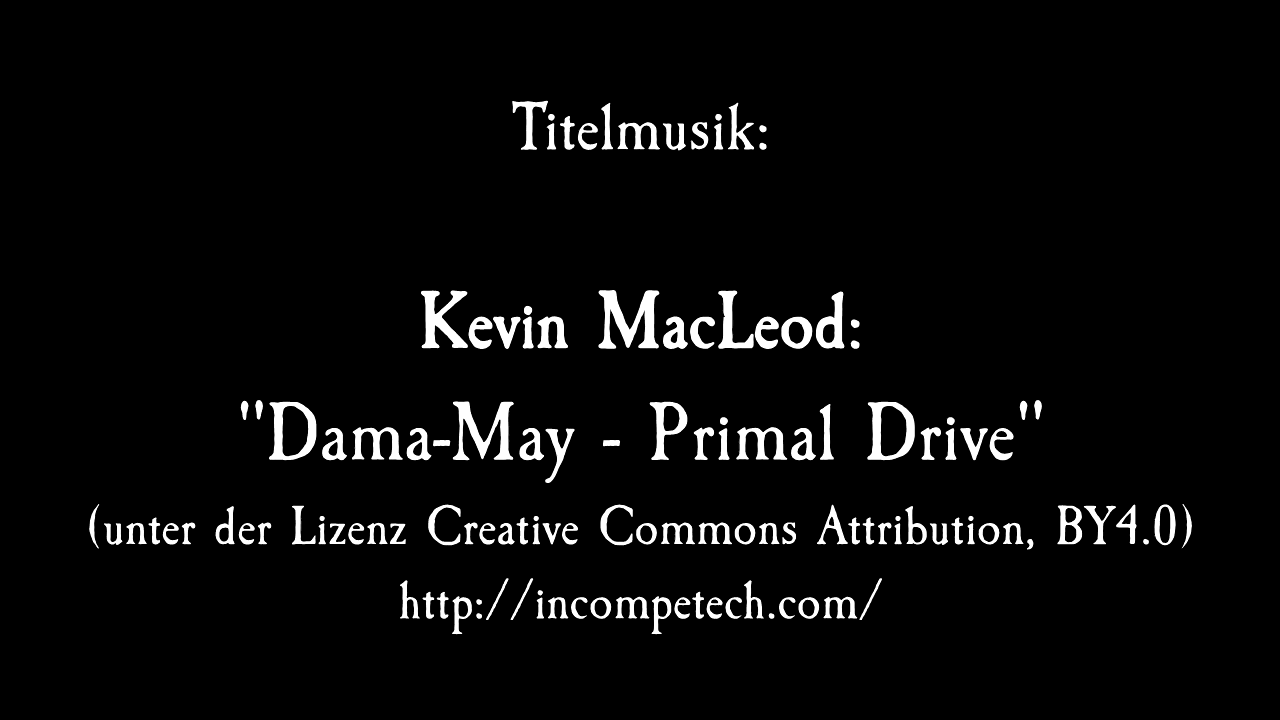 Titelmusik:
Kevin MacLeod:
"Dama-May - Primal Drive"
(unter der Lizenz Creative Commons Attribution, BY4.0)
http://incompetech.com/